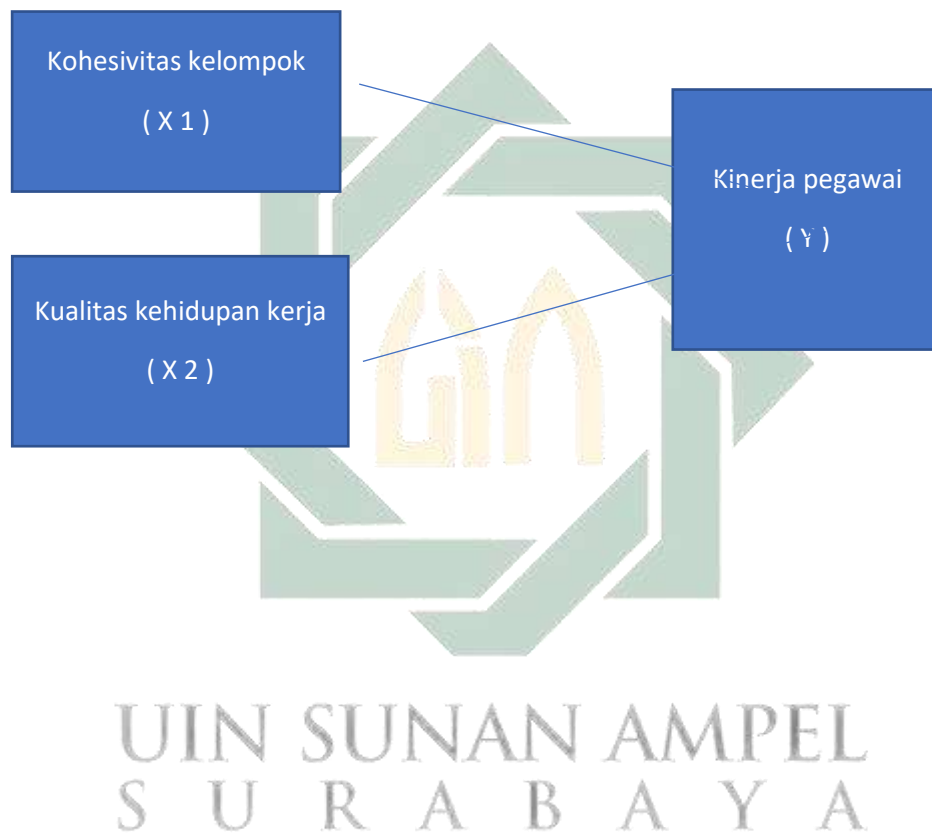 Kohesivitas kelompok
( X 1 )
Kinerja pegawai
( Y )
Kualitas kehidupan kerja
( X 2 )
UIN SUNAN AMPEL
S U R A B A Y A